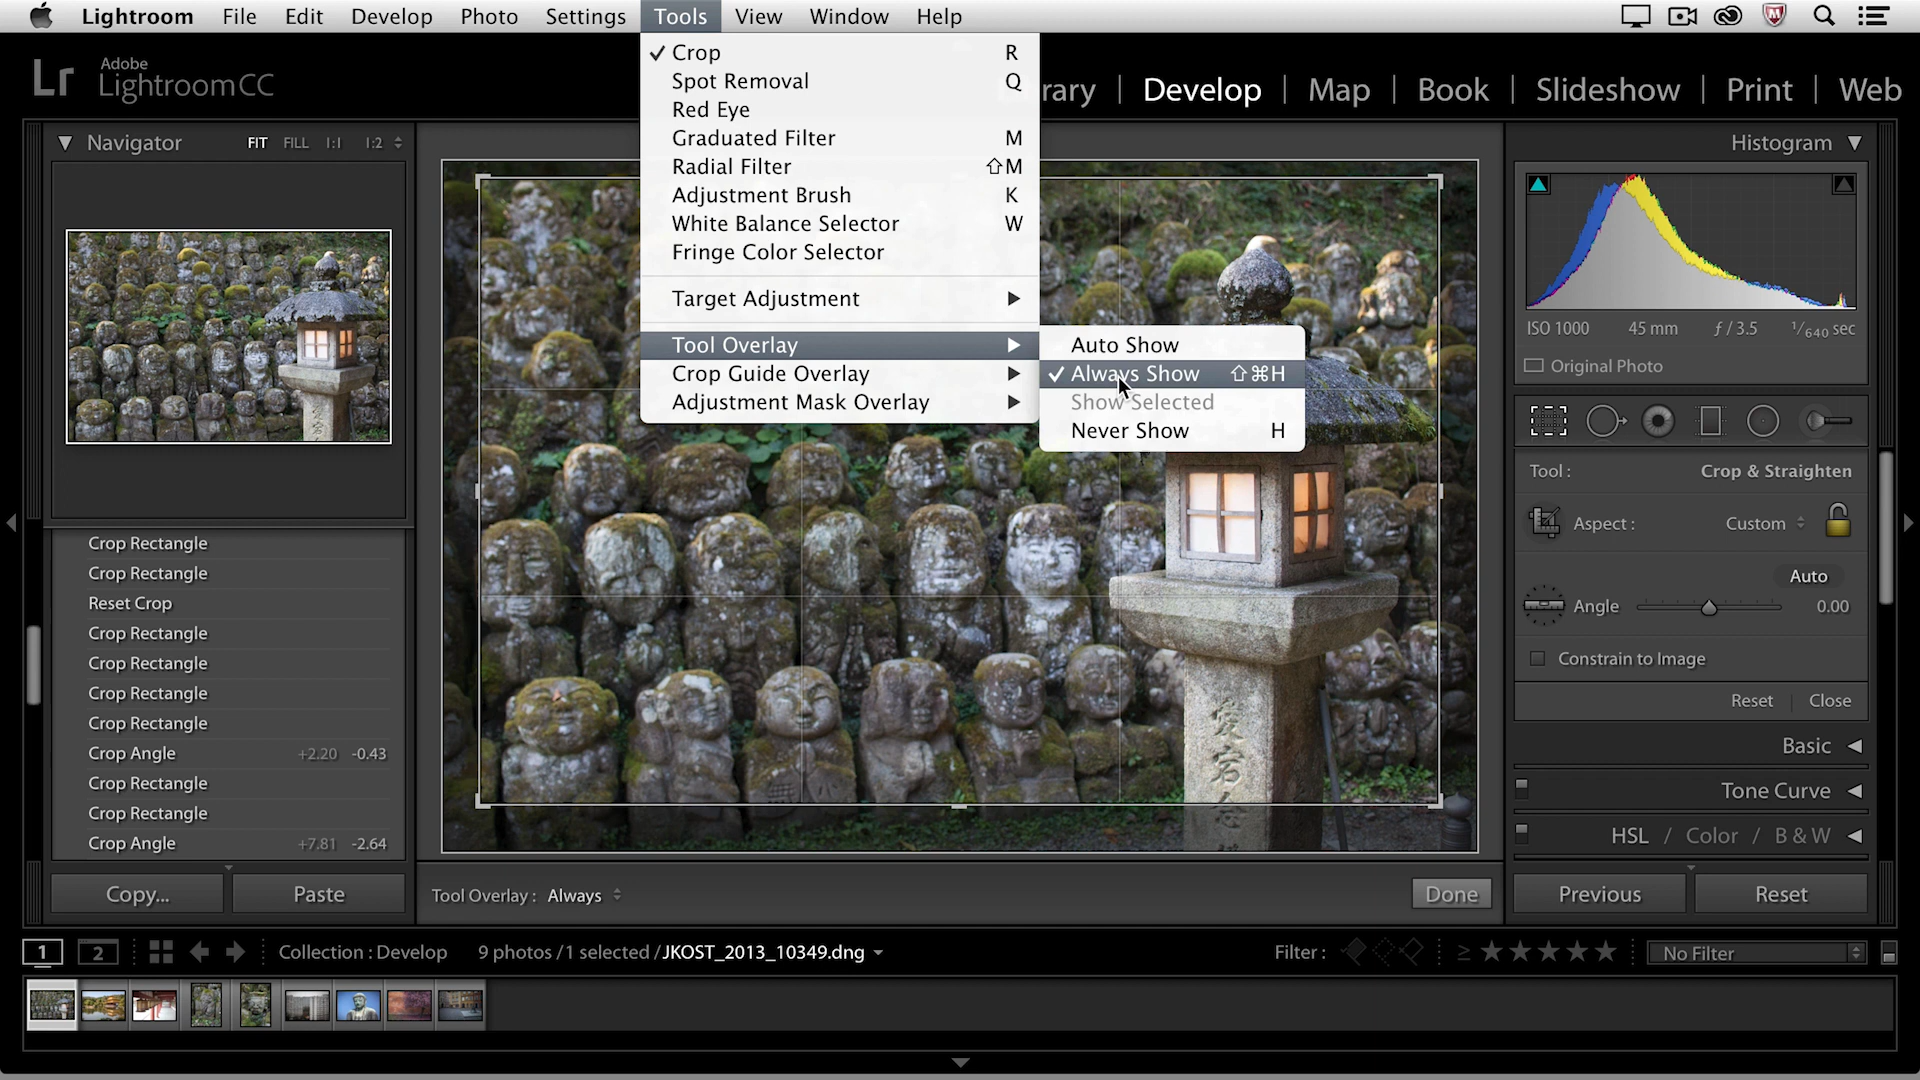 Lightroom File Edit Develop Photo Settings Tools View Window Help
Lr Adobe
Lightroom CC
rary | Develop | Map | Book | Slideshow | Print | Web
✓ Crop R
Spot Removal Q
Red Eye
Graduated Filter M
Radial Filter ⇧M
Adjustment Brush K
White Balance Selector W
Fringe Color Selector
Target Adjustment ▶
Tool Overlay ▶
Crop Guide Overlay ▶
Adjustment Mask Overlay ▶
Auto Show
✓ Always Show ⇧⌘H
Show Selected
Never Show H
Navigator FIT FILL 1:1 1:2
Crop Rectangle
Crop Rectangle
Reset Crop
Crop Rectangle
Crop Rectangle
Crop Rectangle
Crop Rectangle
Crop Angle +2.20 -0.43
Crop Rectangle
Crop Rectangle
Crop Angle +7.81 -2.64
Copy... Paste
愛
宕
Tool Overlay : Always Done
Histogram
ISO 1000 45 mm ƒ / 3.5 1/640 sec
Original Photo
Tool : Crop & Straighten
Aspect : Custom
Auto
Angle 0.00
Constrain to Image
Reset Close
Basic
Tone Curve
HSL / Color / B & W
Previous Reset
1 2 Collection : Develop 9 photos / 1 selected / JKOST_2013_10349.dng Filter : ≥ ★★★★★ No Filter